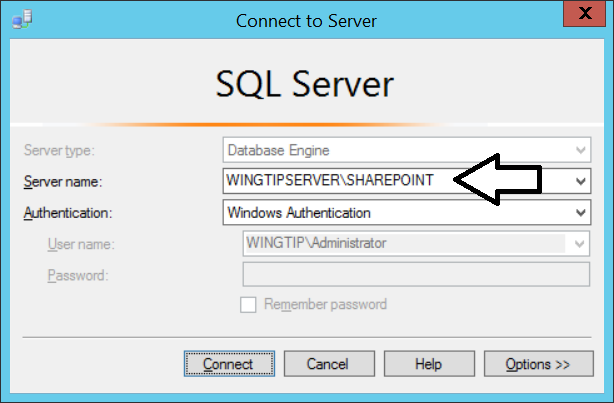 Connect to Server
X
SQL Server
Server type: Database Engine
Server name: WINGTIPSERVER\SHAREPOINT
Authentication: Windows Authentication
User name: WINGTIP\Administrator
Password:
Remember password
Connect Cancel Help Options >>